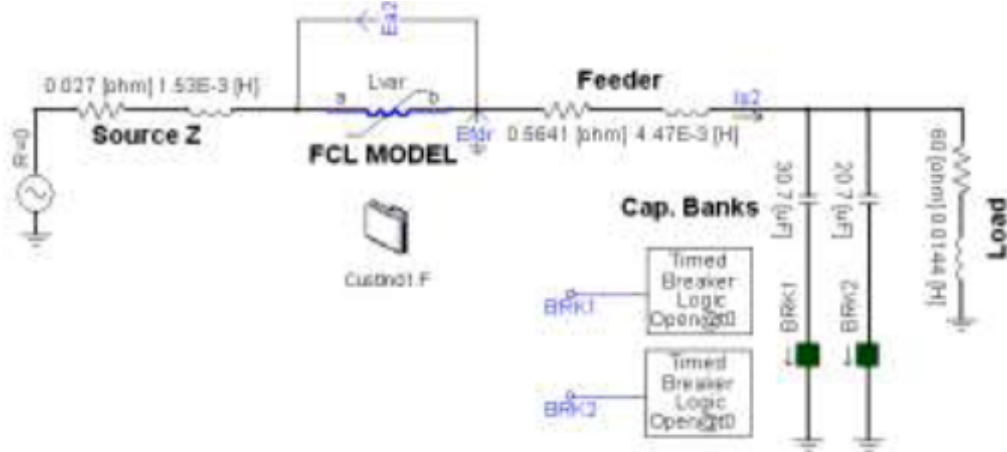 Ea2
0.027 [ohm] 1.53E-3 [H]
Lvar
a
b
Feeder
Is2
R=0
Source Z
FCL MODEL
Efdr
0.5641 [ohm] 4.47E-3 [H]
30.7 [uF]
20.7 [uF]
60 [ohm] 0.0144 [H]
Load
Cap. Banks
Timed
Breaker
Logic
BRK1
BRK1
BRK2
Timed
Breaker
Logic
BRK2